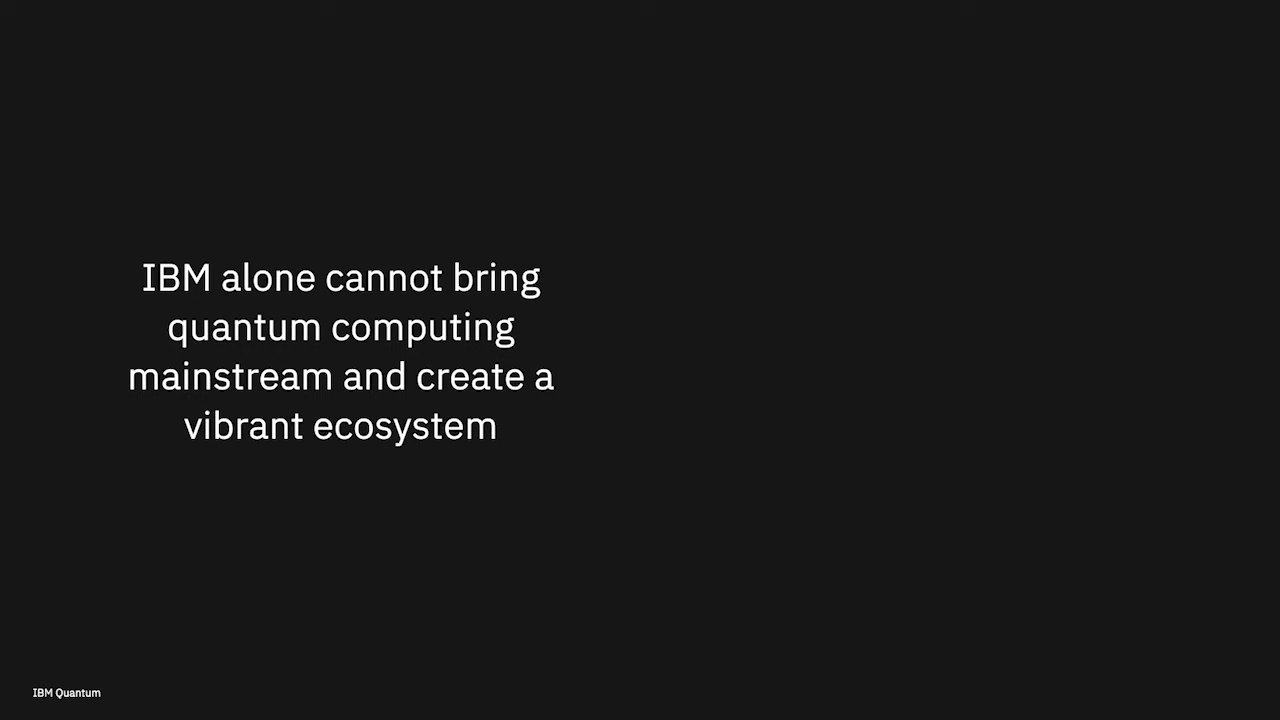 IBM alone cannot bring
quantum computing
mainstream and create a
vibrant ecosystem
IBM Quantum